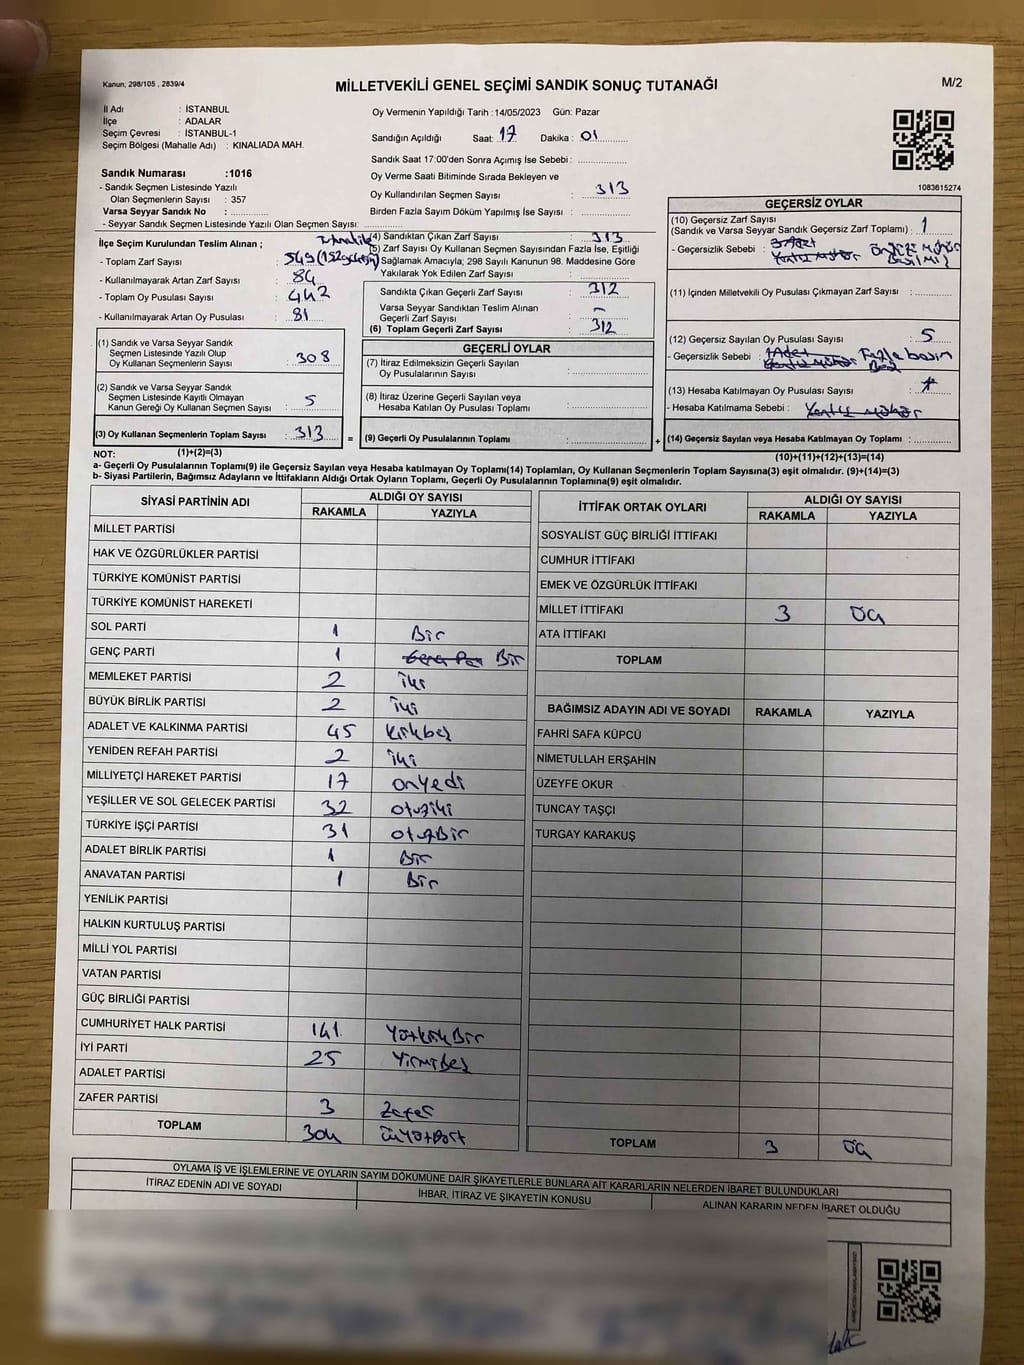 Kanun, 298/105 , 2839/4
MİLLETVEKİLİ GENEL SEÇİMİ SANDIK SONUÇ TUTANAĞI
M/2
İl Adı : İSTANBUL
İlçe : ADALAR
Seçim Çevresi : İSTANBUL-1
Seçim Bölgesi (Mahalle Adı) : KINALIADA MAH.
Sandık Numarası :1016
- Sandık Seçmen Listesinde Yazılı
Olan Seçmenlerin Sayısı : 357
Varsa Seyyar Sandık No :
- Seyyar Sandık Seçmen Listesinde Yazılı Olan Seçmen Sayısı:
Oy Vermenin Yapıldığı Tarih :14/05/2023 Gün: Pazar
Sandığın Açıldığı Saat: 17 Dakika : 01
Sandık Saat 17:00'den Sonra Açımış İse Sebebi :
Oy Verme Saati Bitiminde Sırada Bekleyen ve
Oy Kullandırılan Seçmen Sayısı : 313
Birden Fazla Sayım Döküm Yapılmış İse Sayısı :
1083615274
İlçe Seçim Kurulundan Teslim Alınan ;
- Toplam Zarf Sayısı : 549
- Kullanılmayarak Artan Zarf Sayısı : 84
- Toplam Oy Pusulası Sayısı : 442
- Kullanılmayarak Artan Oy Pusulası : 81
(1) Sandık ve Varsa Seyyar Sandık
Seçmen Listesinde Yazılı Olup
Oy Kullanan Seçmenlerin Sayısı : 308
(2) Sandık ve Varsa Seyyar Sandık
Seçmen Listesinde Kayıtlı Olmayan
Kanun Gereği Oy Kullanan Seçmen Sayısı : 5
(3) Oy Kullanan Seçmenlerin Toplam Sayısı : 313 =
(4) Sandıktan Çıkan Zarf Sayısı : 313
(5) Zarf Sayısı Oy Kullanan Seçmen Sayısından Fazla İse, Eşitliği
Sağlamak Amacıyla; 298 Sayılı Kanunun 98. Maddesine Göre
Yakılarak Yok Edilen Zarf Sayısı :
Sandıkta Çıkan Geçerli Zarf Sayısı : 312
Varsa Seyyar Sandıktan Teslim Alınan
Geçerli Zarf Sayısı : –
(6) Toplam Geçerli Zarf Sayısı : 312
GEÇERLİ OYLAR
(7) İtiraz Edilmeksizin Geçerli Sayılan
Oy Pusulalarının Sayısı :
(8) İtiraz Üzerine Geçerli Sayılan veya
Hesaba Katılan Oy Pusulası Toplamı :
(9) Geçerli Oy Pusulalarının Toplamı : +
GEÇERSİZ OYLAR
(10) Geçersiz Zarf Sayısı
(Sandık ve Varsa Seyyar Sandık Geçersiz Zarf Toplamı) : 1
- Geçersizlik Sebebi :
(11) İçinden Milletvekili Oy Pusulası Çıkmayan Zarf Sayısı :
(12) Geçersiz Sayılan Oy Pusulası Sayısı : 5
- Geçersizlik Sebebi : Fazla basım
(13) Hesaba Katılmayan Oy Pusulası Sayısı :
- Hesaba Katılmama Sebebi :
(14) Geçersiz Sayılan veya Hesaba Katılmayan Oy Toplamı :
NOT: (1)+(2)=(3)
(10)+(11)+(12)+(13)=(14)
a- Geçerli Oy Pusulalarının Toplamı(9) ile Geçersiz Sayılan veya Hesaba katılmayan Oy Toplamı(14) Toplamları, Oy Kullanan Seçmenlerin Toplam Sayısına(3) eşit olmalıdır. (9)+(14)=(3)
b- Siyasi Partilerin, Bağımsız Adayların ve İttifakların Aldığı Ortak Oyların Toplamı, Geçerli Oy Pusulalarının Toplamına(9) eşit olmalıdır.
SİYASİ PARTİNİN ADI
ALDIĞI OY SAYISI
RAKAMLA YAZIYLA
MİLLET PARTİSİ
HAK VE ÖZGÜRLÜKLER PARTİSİ
TÜRKİYE KOMÜNİST PARTİSİ
TÜRKİYE KOMÜNİST HAREKETİ
SOL PARTİ 1 Bir
GENÇ PARTİ 1 Bir
MEMLEKET PARTİSİ 2 iki
BÜYÜK BİRLİK PARTİSİ 2 iki
ADALET VE KALKINMA PARTİSİ 45 kırkbeş
YENİDEN REFAH PARTİSİ 2 iki
MİLLİYETÇİ HAREKET PARTİSİ 17 onyedi
YEŞİLLER VE SOL GELECEK PARTİSİ 32 otuziki
TÜRKİYE İŞÇİ PARTİSİ 31 otuzBir
ADALET BİRLİK PARTİSİ 1 Bir
ANAVATAN PARTİSİ 1 Bir
YENİLİK PARTİSİ
HALKIN KURTULUŞ PARTİSİ
MİLLİ YOL PARTİSİ
VATAN PARTİSİ
GÜÇ BİRLİĞİ PARTİSİ
CUMHURİYET HALK PARTİSİ 141 YüzkırkBir
İYİ PARTİ 25 Yirmibeş
ADALET PARTİSİ
ZAFER PARTİSİ 3 Zafer
TOPLAM 304 üçYüzDört
İTTİFAK ORTAK OYLARI
ALDIĞI OY SAYISI
RAKAMLA YAZIYLA
SOSYALİST GÜÇ BİRLİĞİ İTTİFAKI
CUMHUR İTTİFAKI
EMEK VE ÖZGÜRLÜK İTTİFAKI
MİLLET İTTİFAKI 3 üç
ATA İTTİFAKI
TOPLAM
BAĞIMSIZ ADAYIN ADI VE SOYADI RAKAMLA YAZIYLA
FAHRİ SAFA KÜPCÜ
NİMETULLAH ERŞAHİN
ÜZEYFE OKUR
TUNCAY TAŞÇI
TURGAY KARAKUŞ
TOPLAM 3 üç
OYLAMA İŞ VE İŞLEMLERİNE VE OYLARIN SAYIM DÖKÜMÜNE DAİR ŞİKAYETLERLE BUNLARA AİT KARARLARIN NELERDEN İBARET BULUNDUKLARI
İTİRAZ EDENİN ADI VE SOYADI
İHBAR, İTİRAZ VE ŞİKAYETİN KONUSU
ALINAN KARARIN NEDEN İBARET OLDUĞU